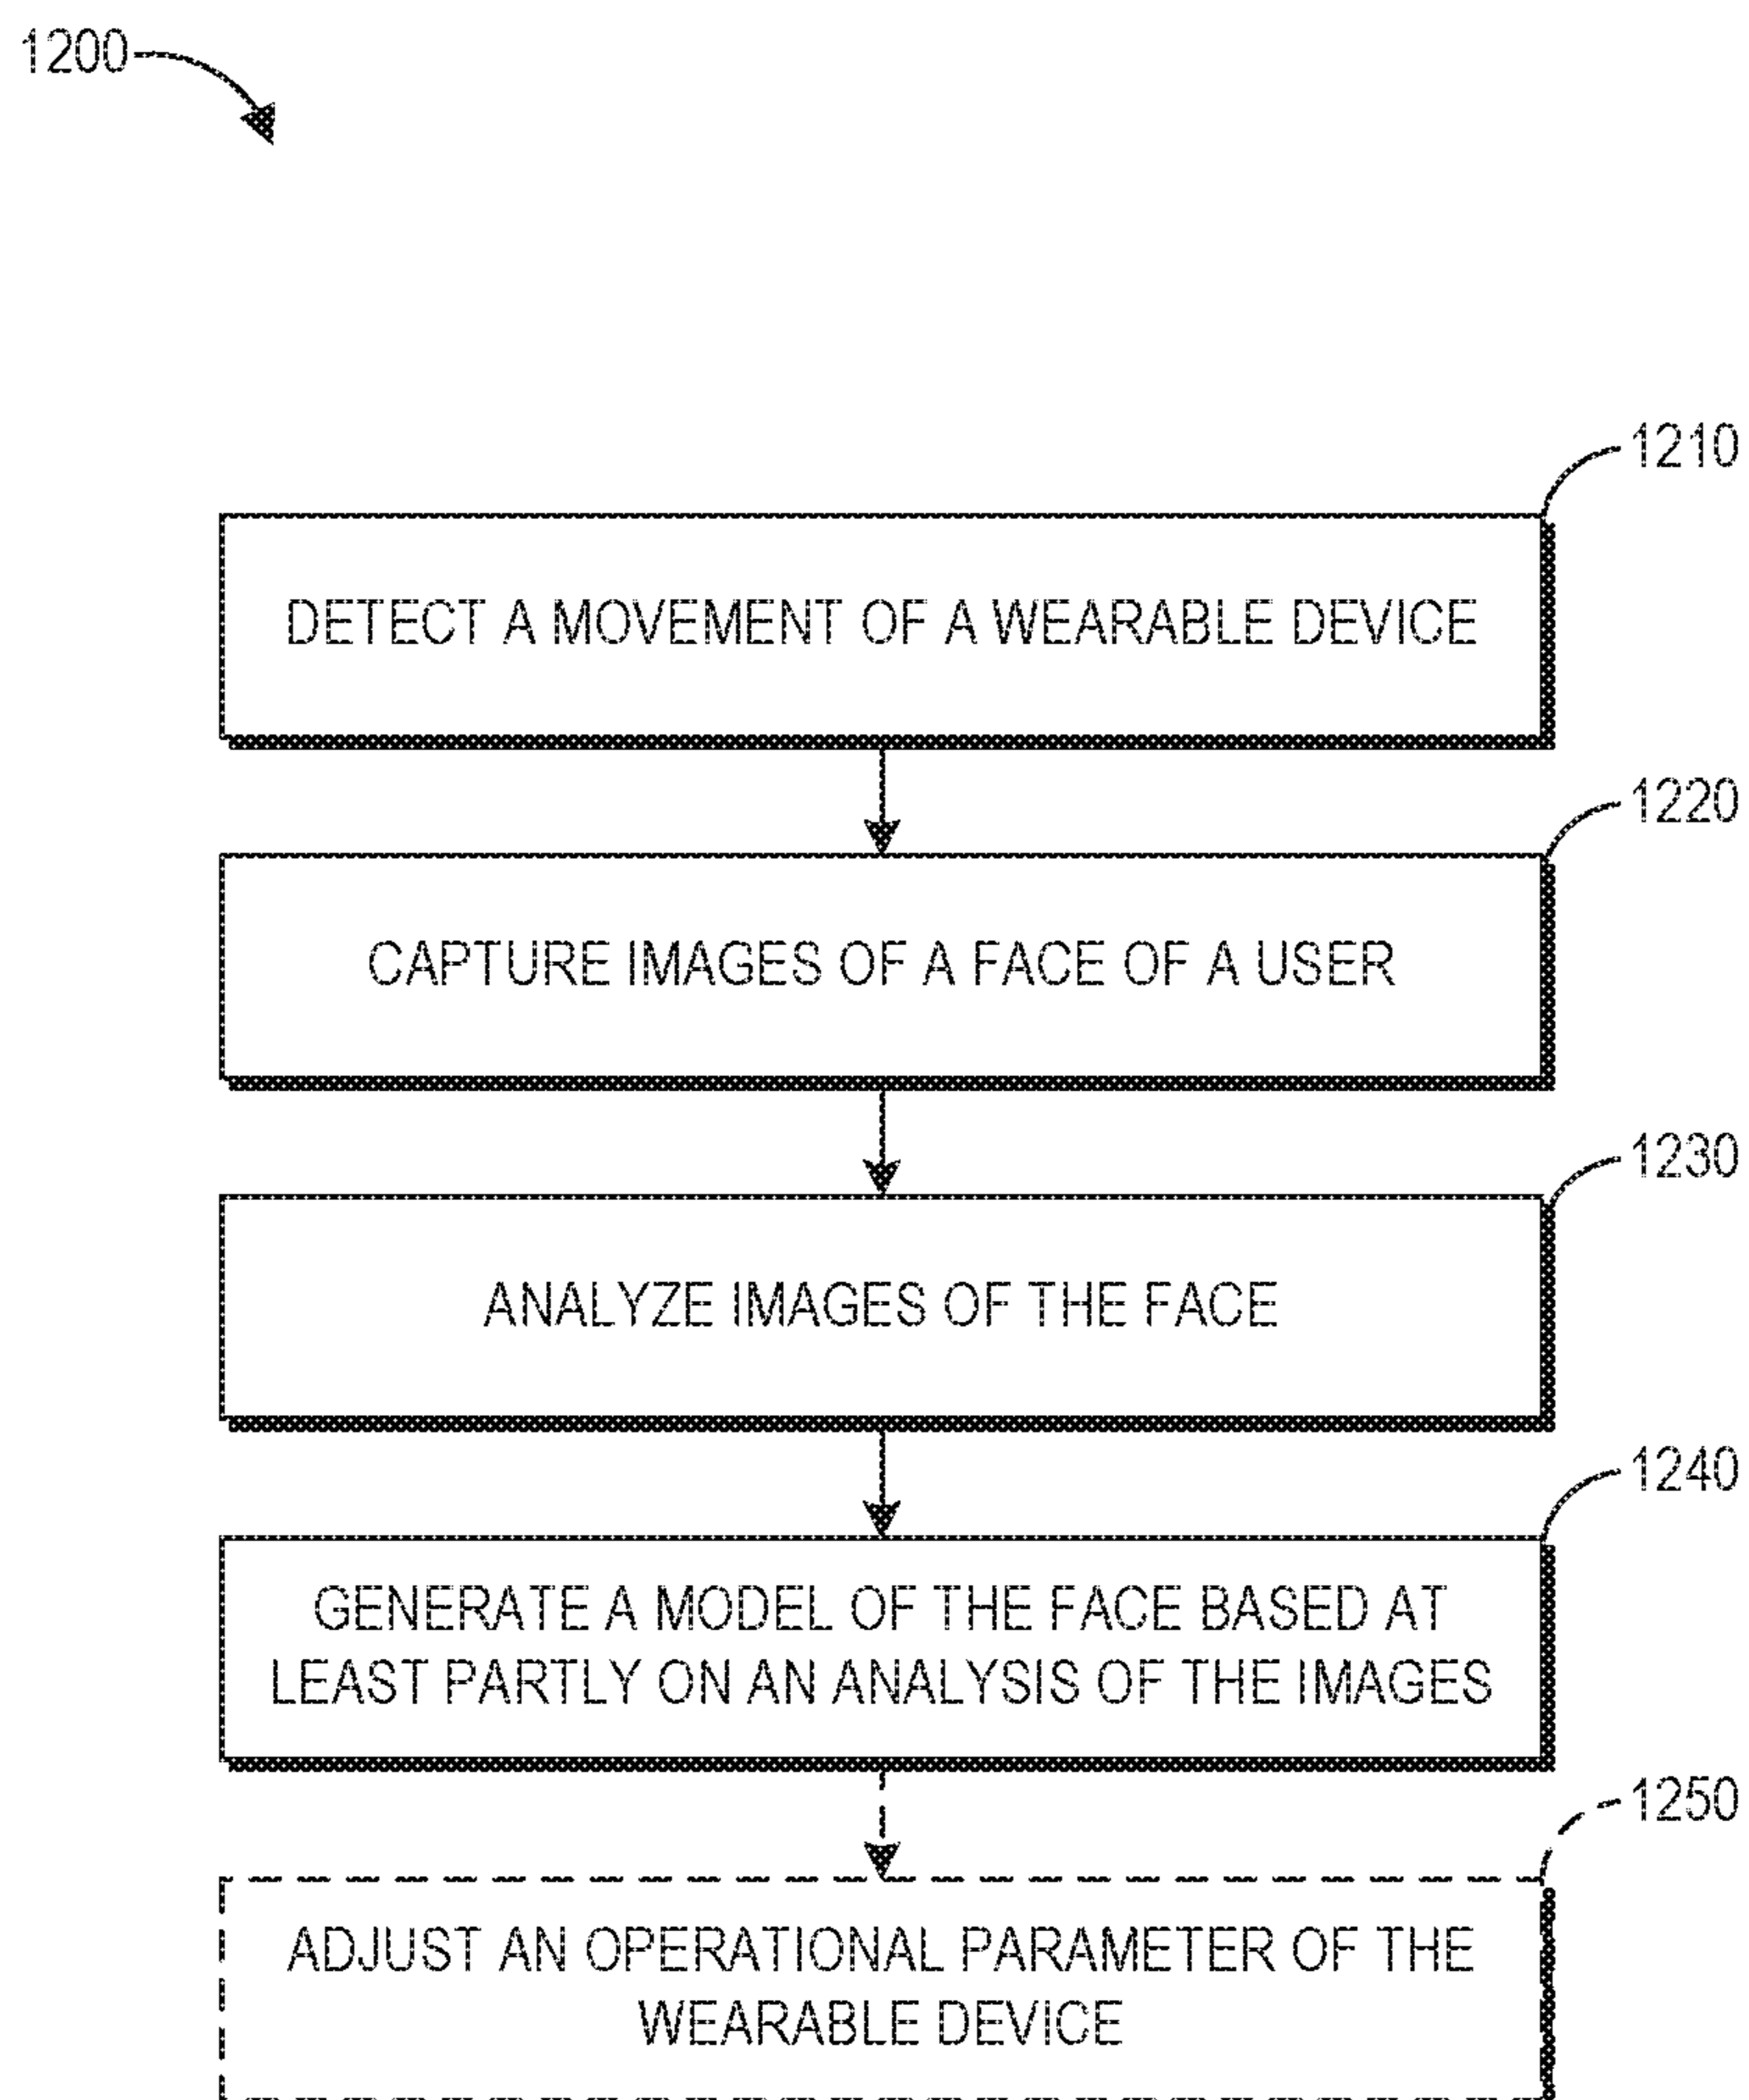 1200
1210
DETECT A MOVEMENT OF A WEARABLE DEVICE
1220
CAPTURE IMAGES OF A FACE OF A USER
1230
ANALYZE IMAGES OF THE FACE
1240
GENERATE A MODEL OF THE FACE BASED AT
LEAST PARTLY ON AN ANALYSIS OF THE IMAGES
1250
ADJUST AN OPERATIONAL PARAMETER OF THE
WEARABLE DEVICE